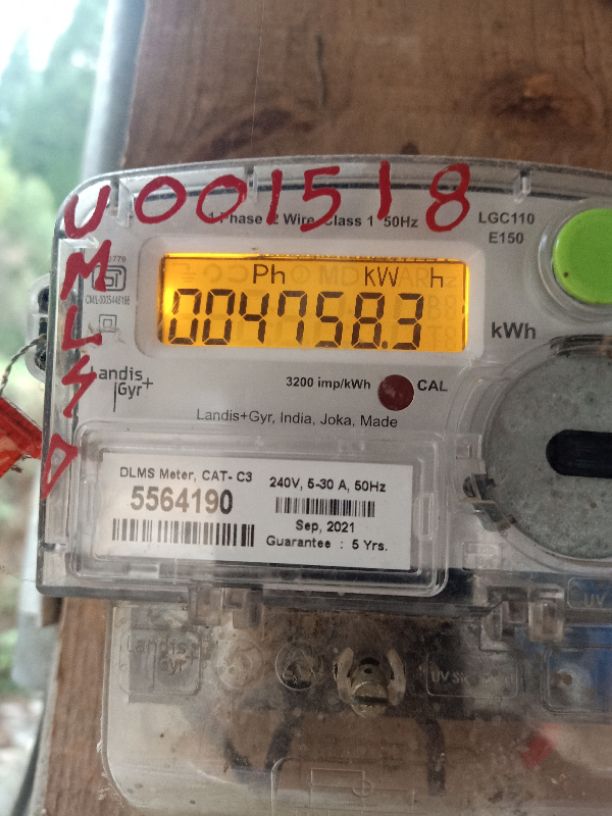 U001518
1 Phase 2 Wire Class 1 50Hz
LGC110
E150
Ph kW h
004758.3
kWh
Landis
Gyr+
3200 imp/kWh
CAL
Landis+Gyr, India, Joka, Made
DLMS Meter, CAT- C3
5564190
240V, 5-30 A, 50Hz
Sep, 2021
Guarantee : 5 Yrs.
Landis
Gyr